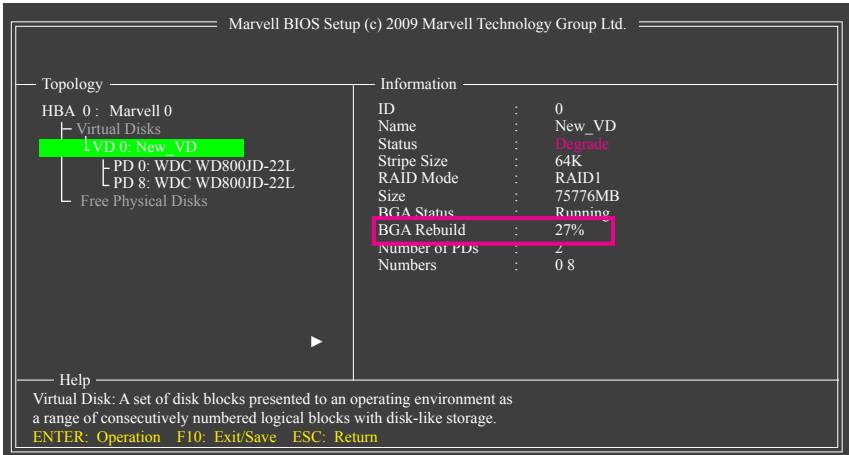 Marvell BIOS Setup (c) 2009 Marvell Technology Group Ltd.
Topology
HBA 0 : Marvell 0
Virtual Disks
VD 0: New_VD
PD 0: WDC WD800JD-22L
PD 8: WDC WD800JD-22L
Free Physical Disks
Information
ID : 0
Name : New_VD
Status : Degrade
Stripe Size : 64K
RAID Mode : RAID1
Size : 75776MB
BGA Status : Running
BGA Rebuild : 27%
Number of PDs : 2
Numbers : 0 8
Help
Virtual Disk: A set of disk blocks presented to an operating environment as
a range of consecutively numbered logical blocks with disk-like storage.
ENTER: Operation F10: Exit/Save ESC: Return